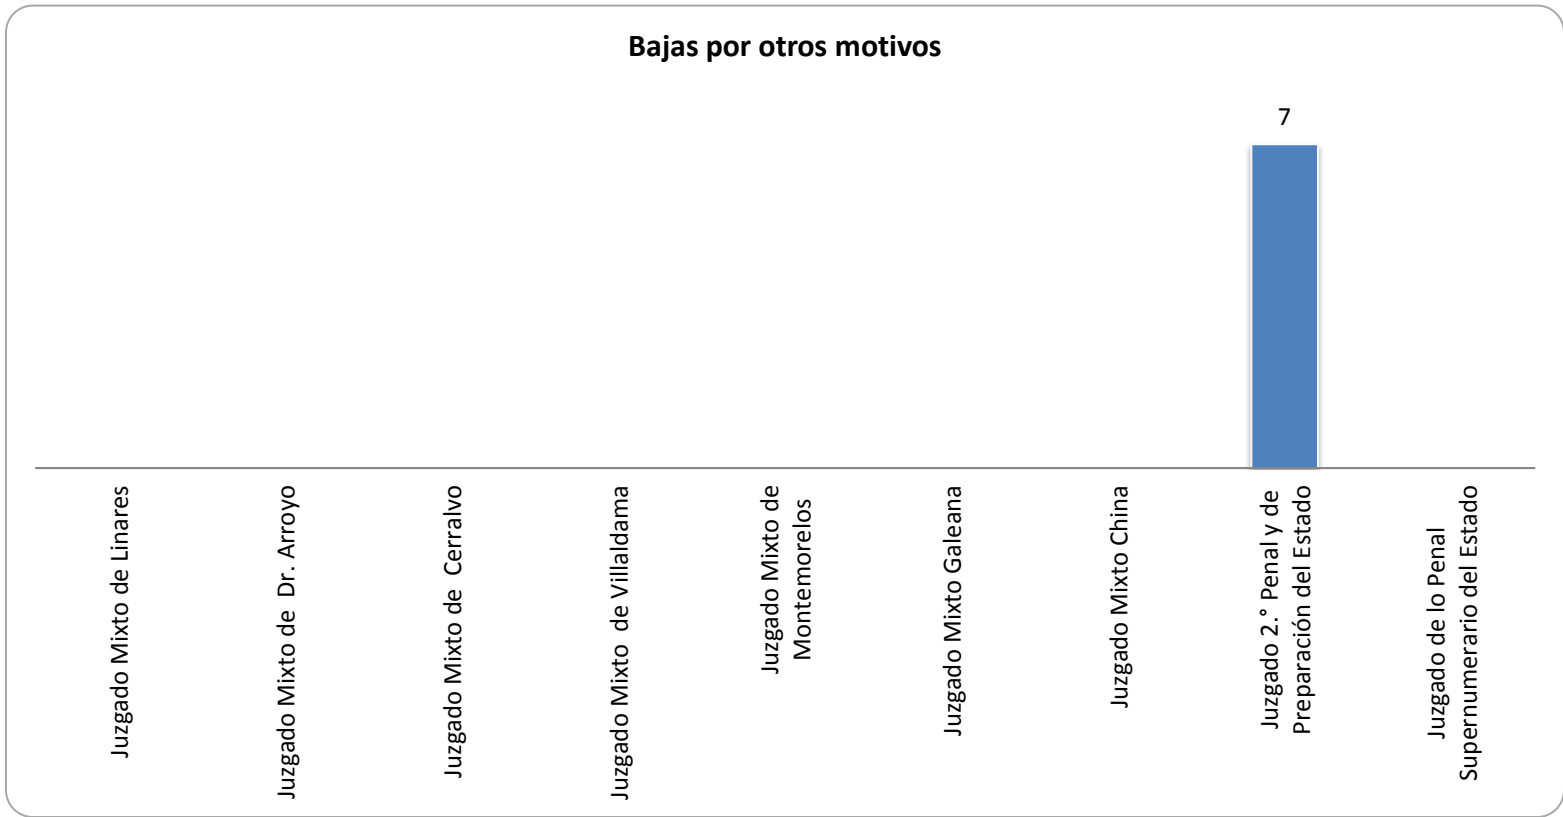 Bajas por otros motivos
7
Juzgado Mixto de Linares
Juzgado Mixto de  Dr. Arroyo
Juzgado Mixto de  Cerralvo
Juzgado Mixto  de Villaldama
Juzgado Mixto de
Montemorelos
Juzgado Mixto Galeana
Juzgado Mixto China
Juzgado 2.° Penal y de
Preparación del Estado
Juzgado de lo Penal
Supernumerario del Estado